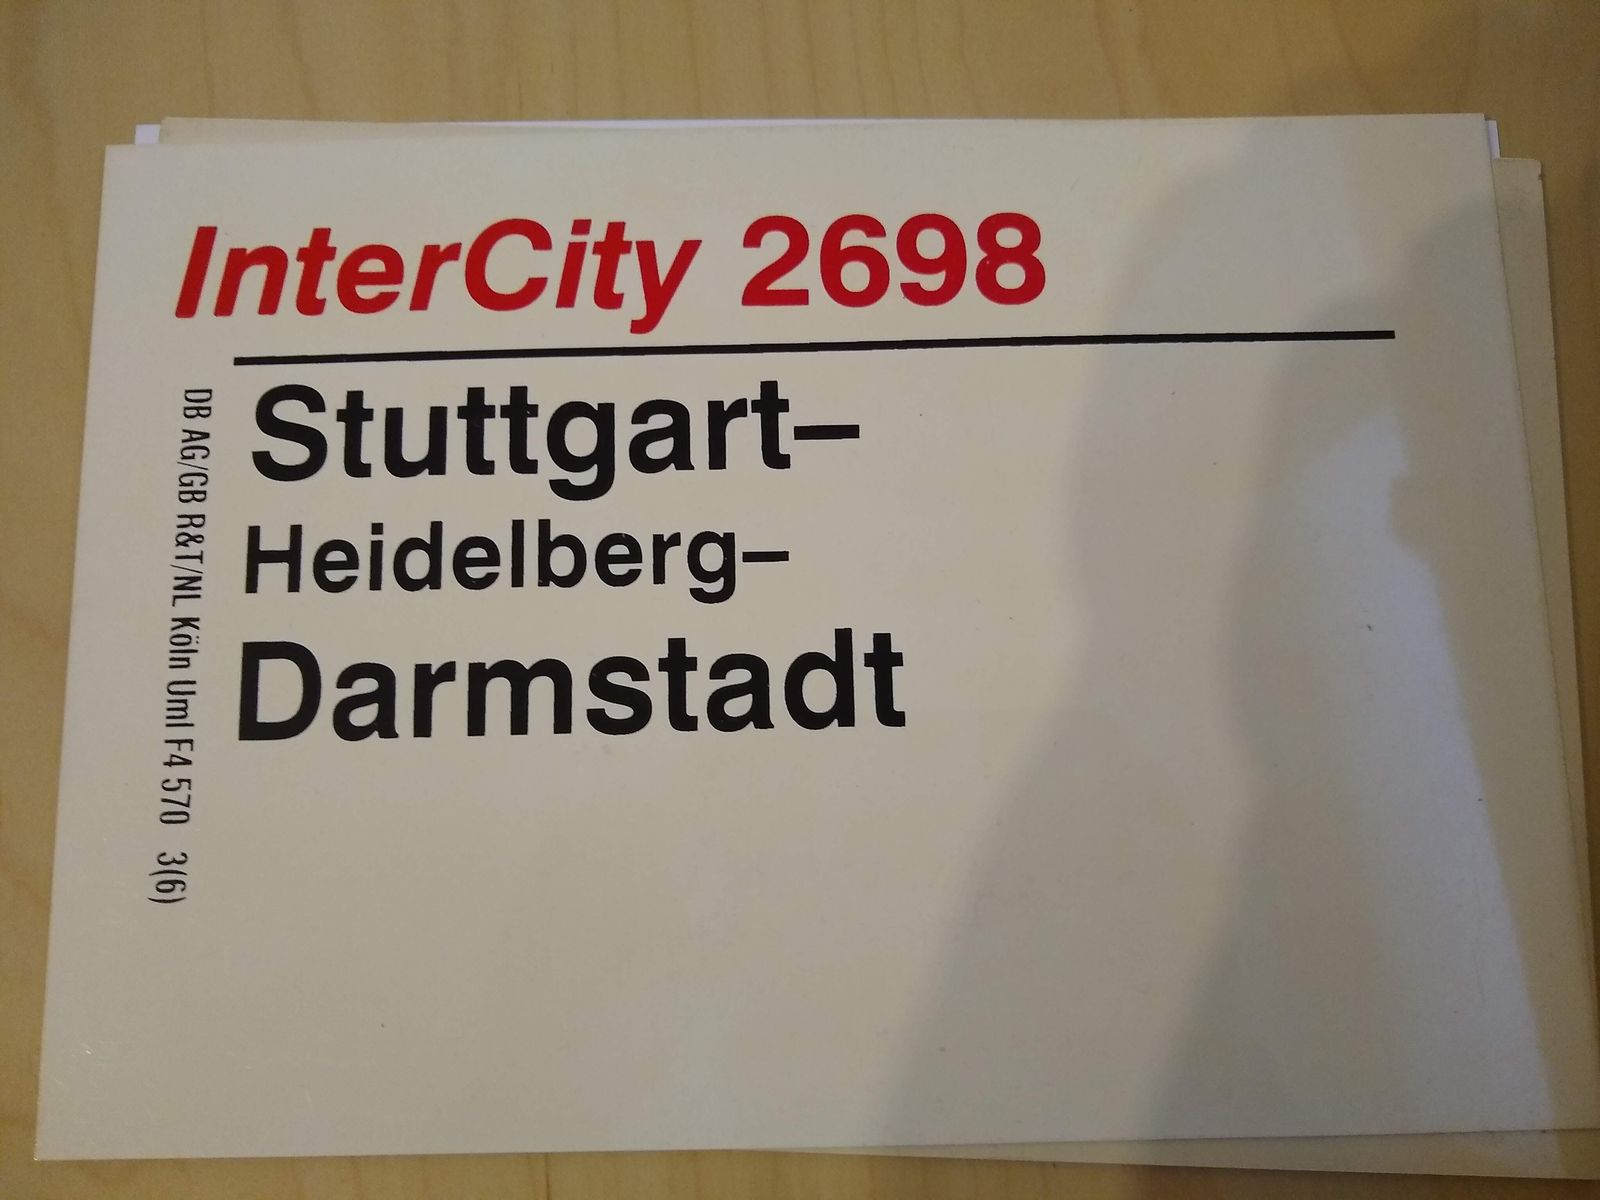 InterCity 2698
Stuttgart–
Heidelberg–
Darmstadt
DB AG/GB R&T/NL Köln Uml F4 570 3(6)